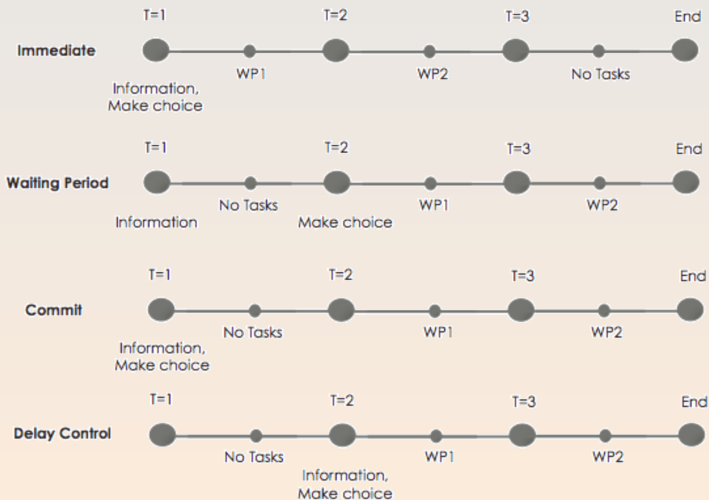 T=1 T=2 T=3 End
Immediate
WP1 WP2 No Tasks
Information,
Make choice
T=1 T=2 T=3 End
Waiting Period
No Tasks WP1 WP2
Information Make choice
T=1 T=2 T=3 End
Commit
No Tasks WP1 WP2
Information,
Make choice
T=1 T=2 T=3 End
Delay Control
No Tasks WP1 WP2
Information,
Make choice